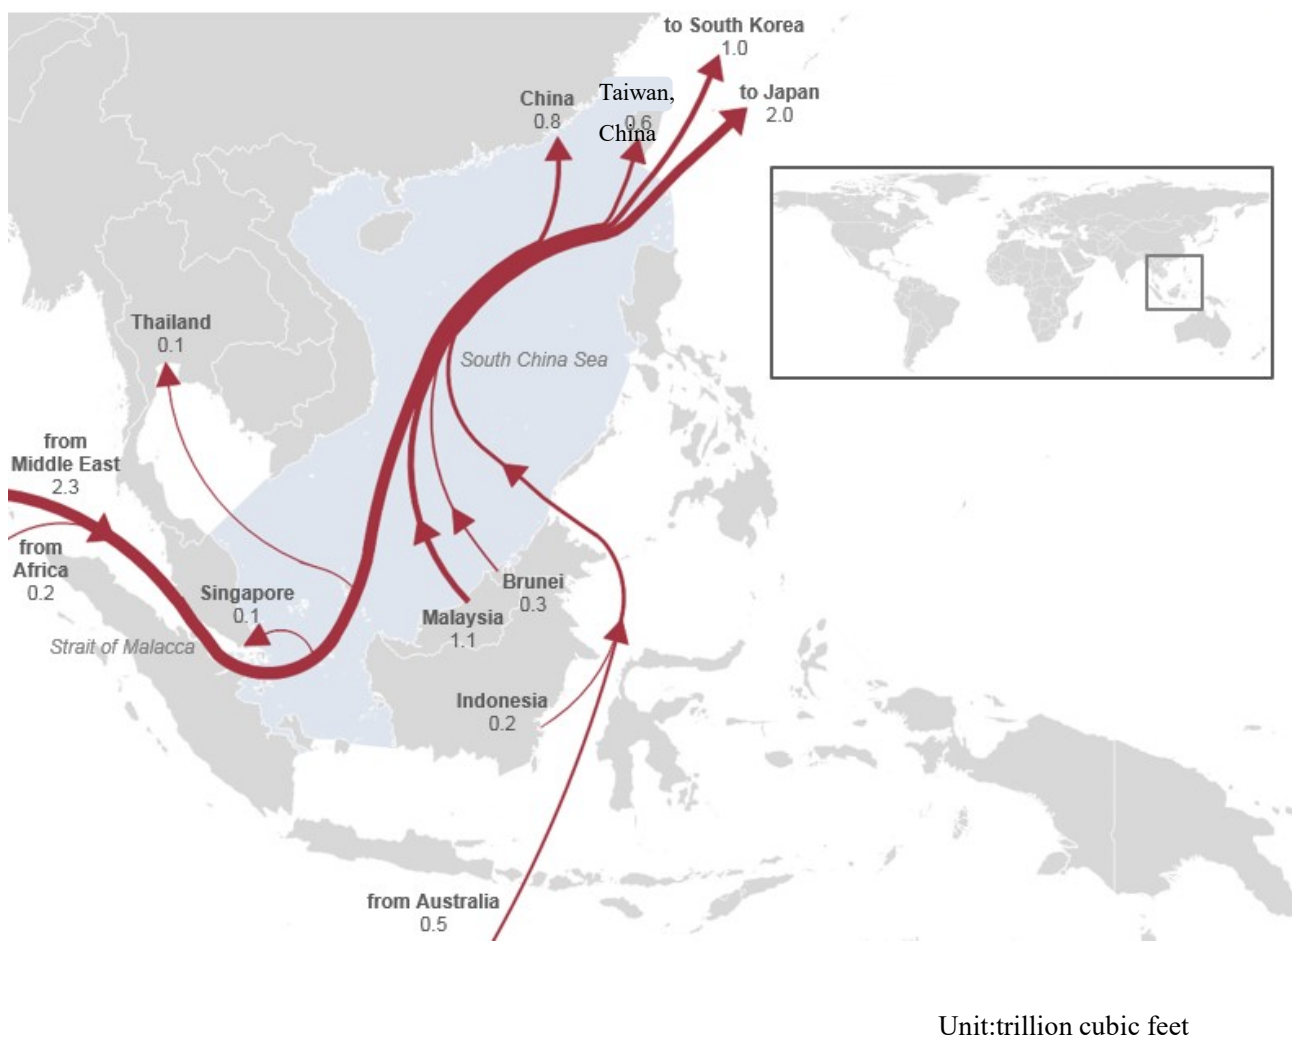 to South Korea
1.0
to Japan
2.0
China
0.8
Taiwan,
0.6
China
Thailand
0.1
South China Sea
from
Middle East
2.3
from
Africa
0.2
Singapore
0.1
Strait of Malacca
Brunei
0.3
Malaysia
1.1
Indonesia
0.2
from Australia
0.5
Unit:trillion cubic feet